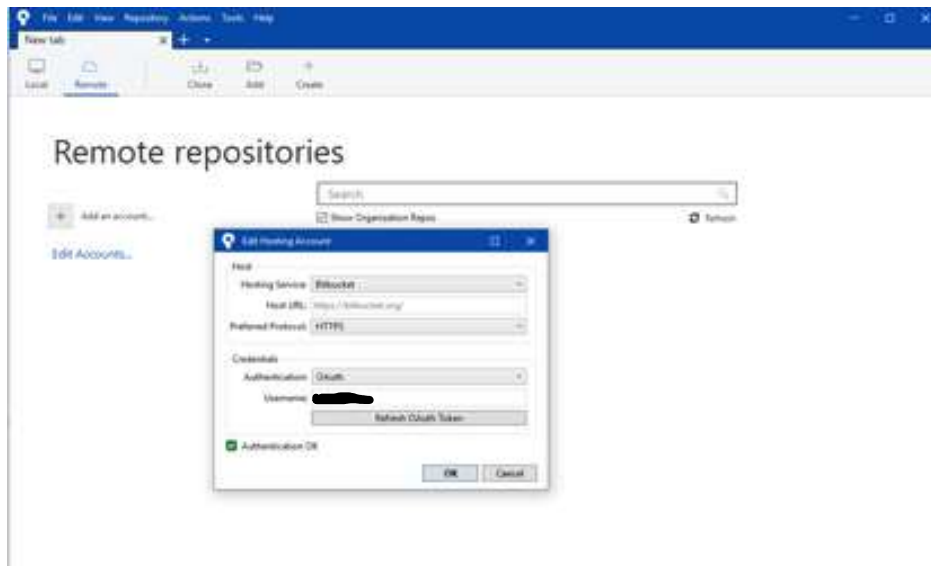 File Edit View Repository Actions Tools Help
New tab
Local Remote Clone Add Create
Remote repositories
Search
Add an account...
Show Organization Repos
Refresh
Edit Accounts...
Edit Hosting Account
Host
Hosting Service: Bitbucket
Host URL: https://bitbucket.org/
Preferred Protocol: HTTPS
Credentials
Authentication: OAuth
Username:
Refresh OAuth Token
Authentication OK
OK Cancel